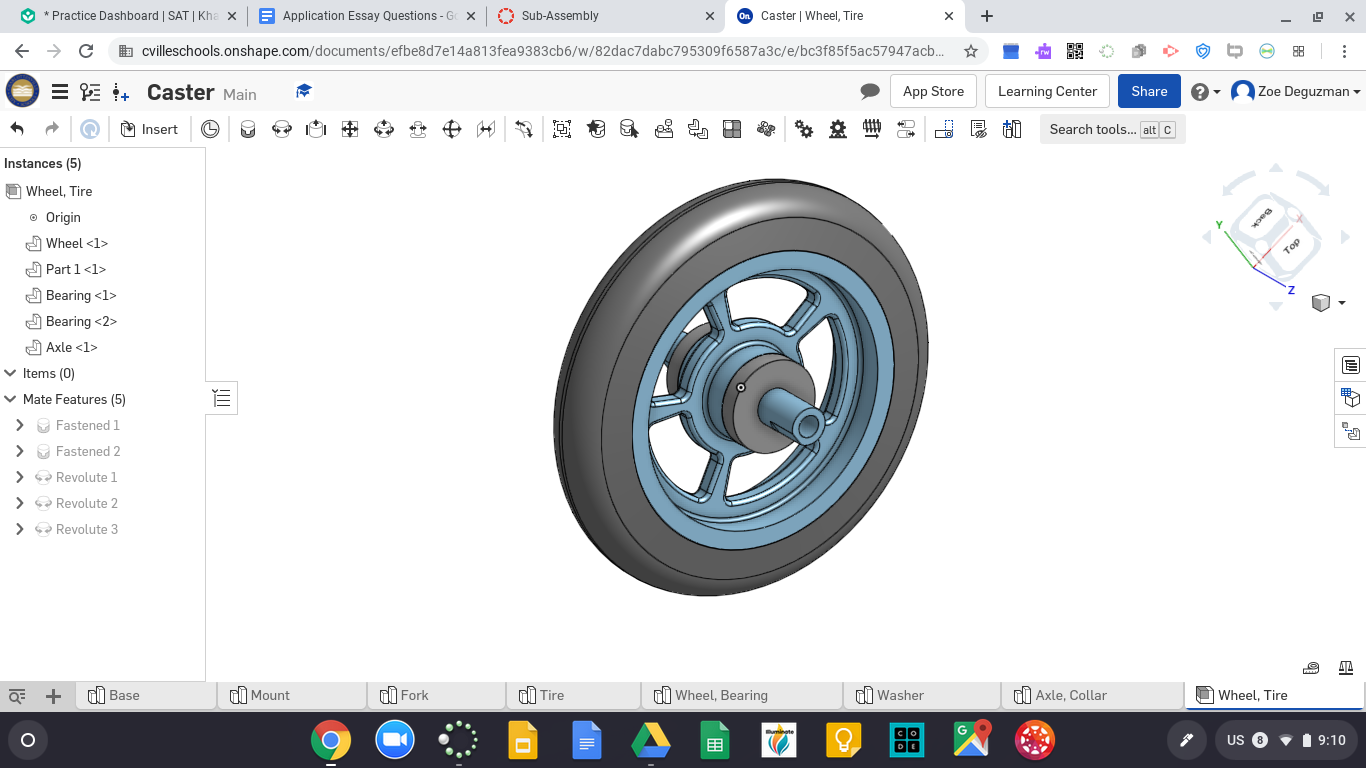 * Practice Dashboard | SAT | Kha
Application Essay Questions - Go
Sub-Assembly
On
Caster | Wheel, Tire
cvilleschools.onshape.com/documents/efbe8d7e14a813fea9383cb6/w/82dac7dabc795309f6587a3c/e/bc3f85f5ac57947acb...
Caster Main
App Store
Learning Center
Share
Zoe Deguzman
Insert
Search tools... alt C
Instances (5)
Wheel, Tire
Origin
Wheel <1>
Part 1 <1>
Bearing <1>
Bearing <2>
Axle <1>
Items (0)
Mate Features (5)
Fastened 1
Fastened 2
Revolute 1
Revolute 2
Revolute 3
Back
Top
X
Y
Z
Base
Mount
Fork
Tire
Wheel, Bearing
Washer
Axle, Collar
Wheel, Tire
Illuminate
C O
D E
G
US 8 9:10